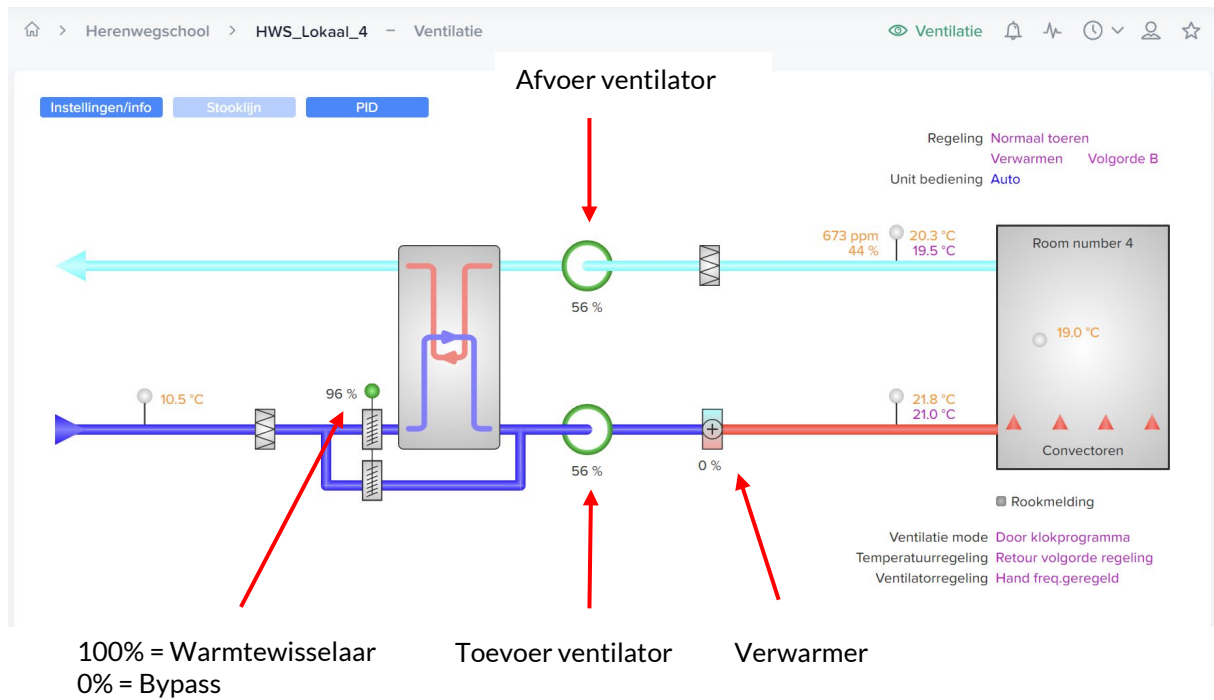 Herenwegschool > HWS_Lokaal_4 – Ventilatie
Ventilatie
Afvoer ventilator
Instellingen/info
Stooklijn
PID
Regeling Normaal toeren
Verwarmen Volgorde B
Unit bediening Auto
673 ppm 20.3 °C
44 % 19.5 °C
Room number 4
56 %
19.0 °C
96 %
10.5 °C
21.8 °C
21.0 °C
56 %
0 %
Convectoren
Rookmelding
Ventilatie mode Door klokprogramma
Temperatuurregeling Retour volgorde regeling
Ventilatorregeling Hand freq.geregeld
100% = Warmtewisselaar
0% = Bypass
Toevoer ventilator
Verwarmer